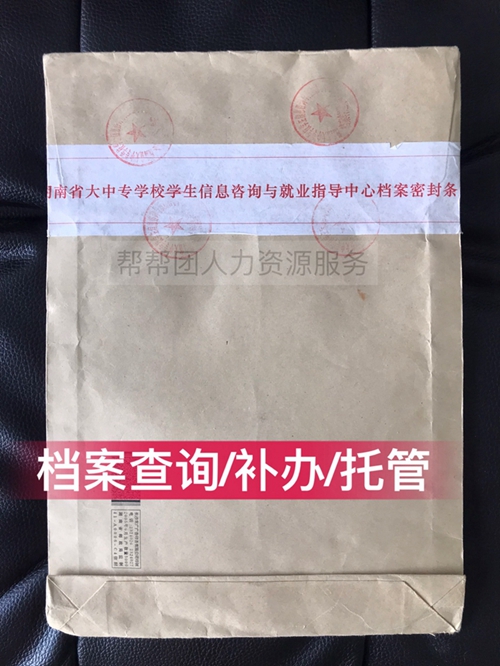 湖南省大中专学校学生信息咨询与就业指导中心档案密封条
帮帮团人力资源服务
档案查询/补办/托管